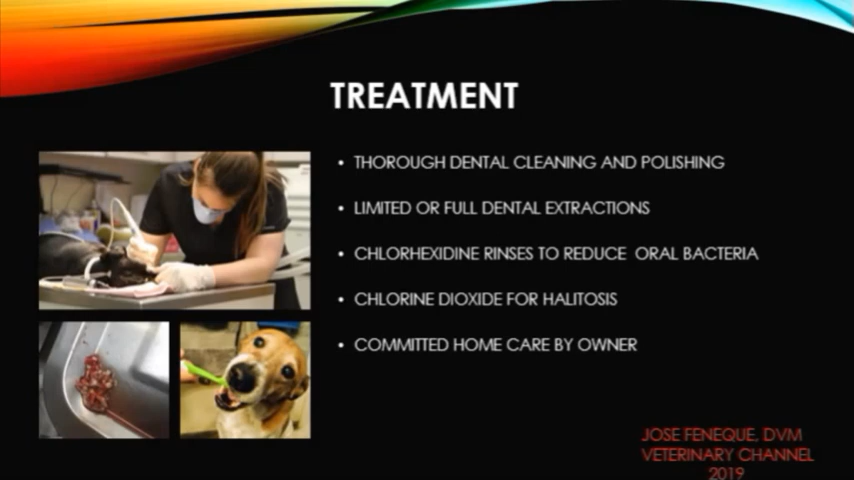 TREATMENT
• THOROUGH DENTAL CLEANING AND POLISHING
• LIMITED OR FULL DENTAL EXTRACTIONS
• CHLORHEXIDINE RINSES TO REDUCE ORAL BACTERIA
• CHLORINE DIOXIDE FOR HALITOSIS
• COMMITTED HOME CARE BY OWNER
JOSE FENEQUE, DVM
VETERINARY CHANNEL
2019